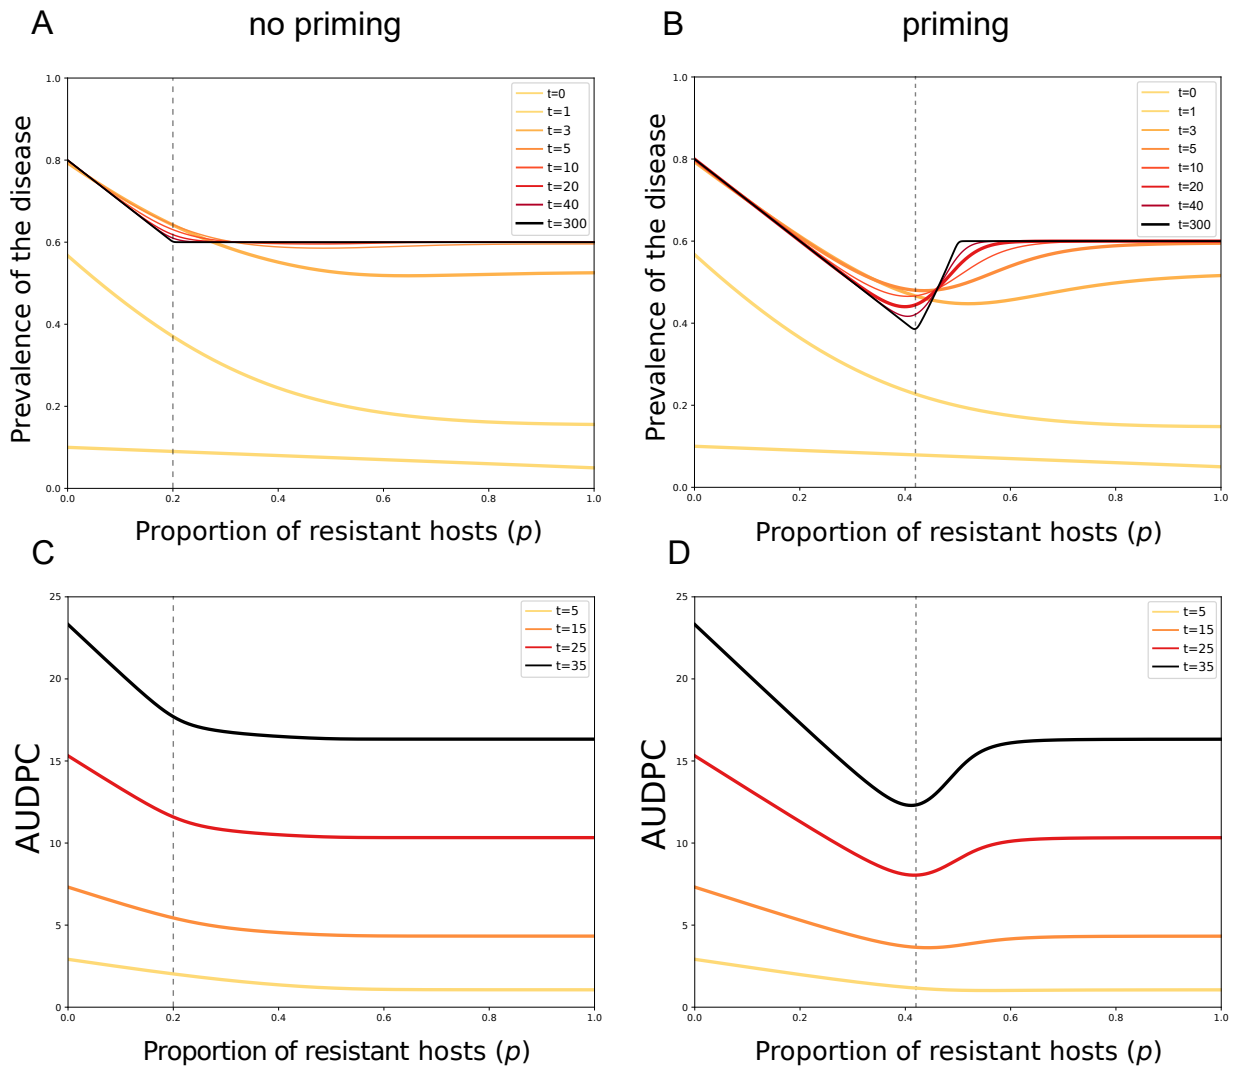 A
no priming
B
priming
Prevalence of the disease
1.0
0.8
0.6
0.4
0.2
0.0
t=0
t=1
t=3
t=5
t=10
t=20
t=40
t=300
0.0
0.2
0.4
0.6
0.8
1.0
Proportion of resistant hosts (p)
Prevalence of the disease
1.0
0.8
0.6
0.4
0.2
0.0
t=0
t=1
t=3
t=5
t=10
t=20
t=40
t=300
0.0
0.2
0.4
0.6
0.8
1.0
Proportion of resistant hosts (p)
C
AUDPC
25
20
15
10
5
0
t=5
t=15
t=25
t=35
0.0
0.2
0.4
0.6
0.8
1.0
Proportion of resistant hosts (p)
D
AUDPC
25
20
15
10
5
0
t=5
t=15
t=25
t=35
0.0
0.2
0.4
0.6
0.8
1.0
Proportion of resistant hosts (p)